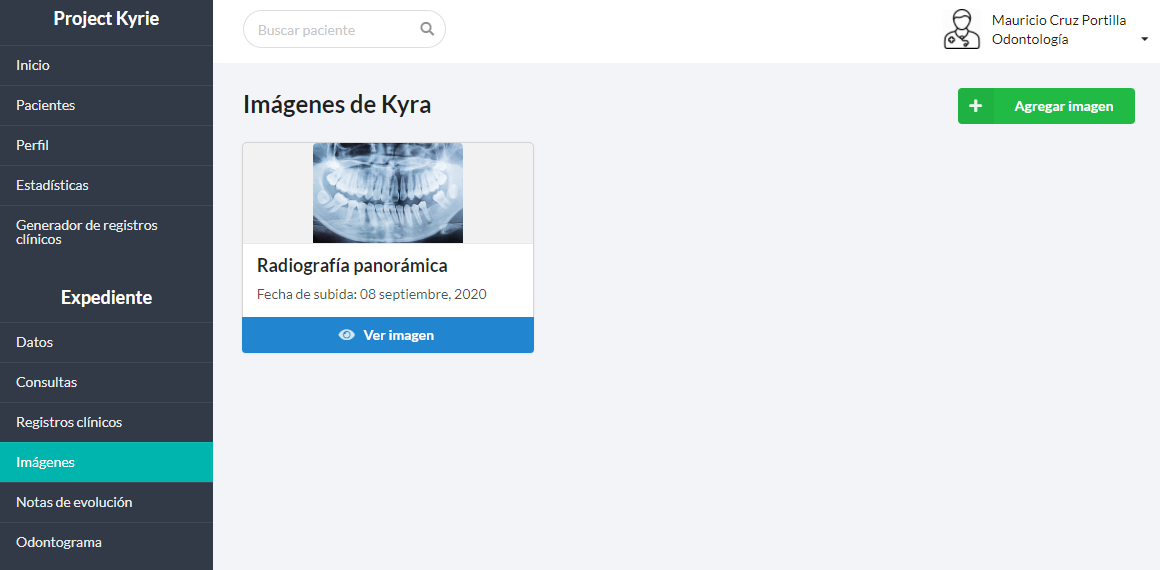 Project Kyrie
Inicio
Pacientes
Perfil
Estadísticas
Generador de registros
clínicos
Expediente
Datos
Consultas
Registros clínicos
Imágenes
Notas de evolución
Odontograma
Buscar paciente
Mauricio Cruz Portilla
Odontología
Imágenes de Kyra
Agregar imagen
Radiografía panorámica
Fecha de subida: 08 septiembre, 2020
Ver imagen